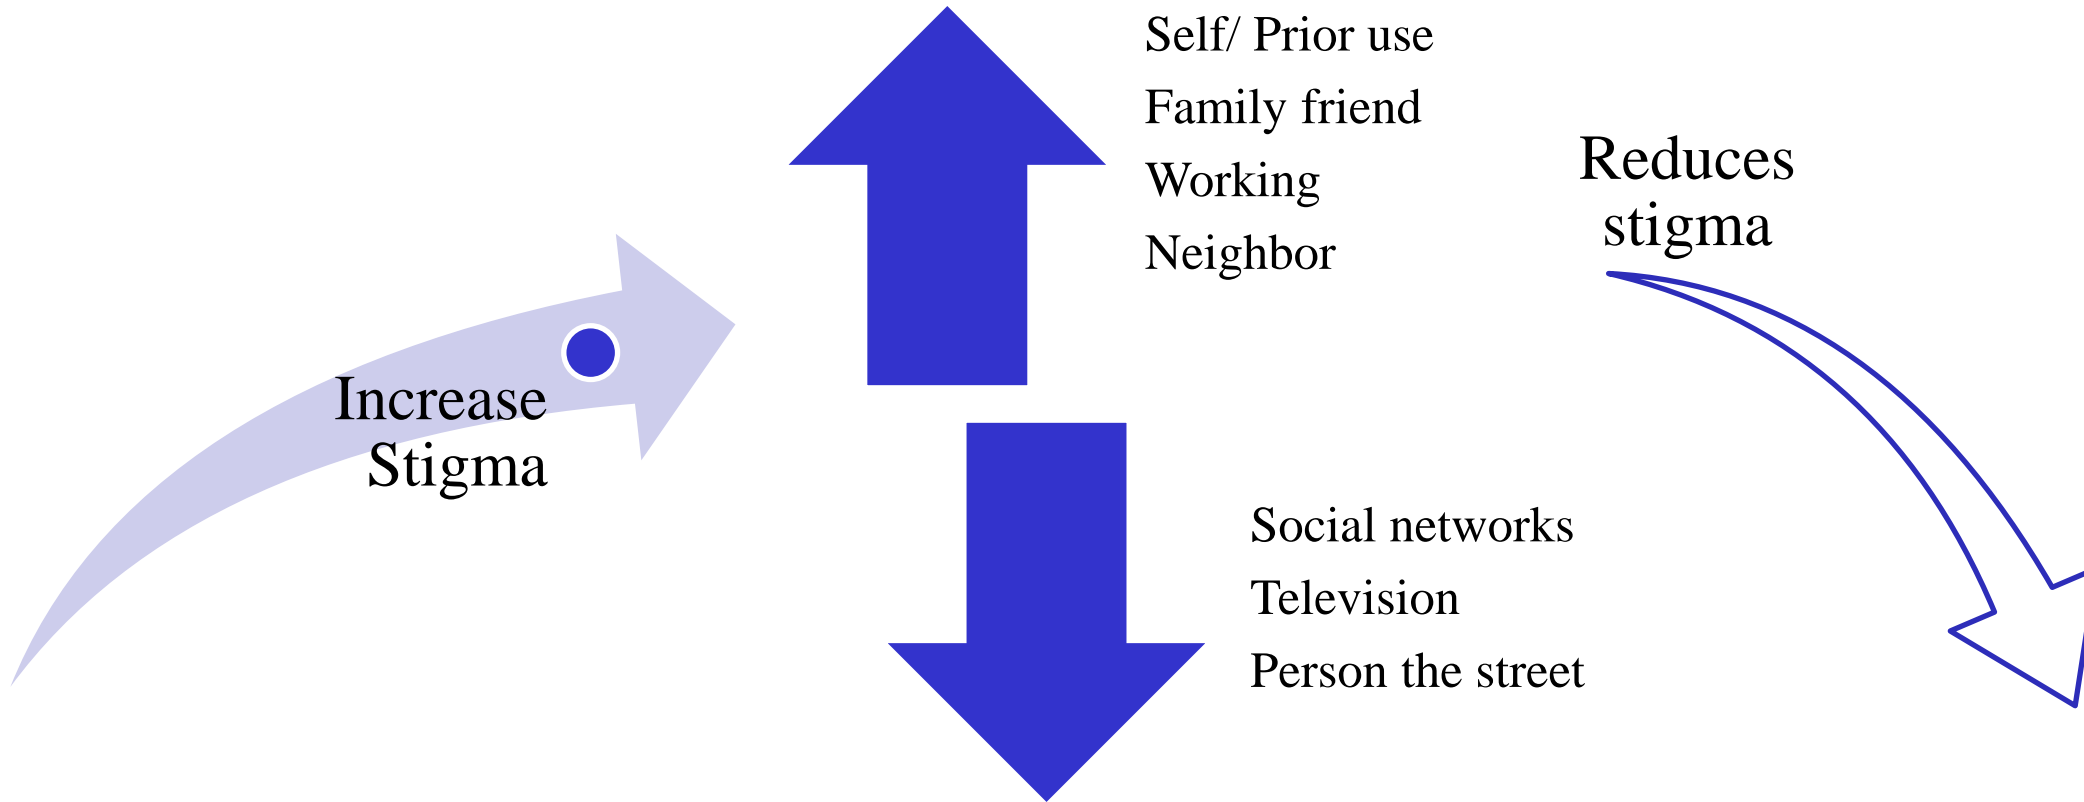 Increase
Stigma
Self/ Prior use
Family friend
Working
Neighbor
Social networks
Television
Person the street
Reduces
stigma